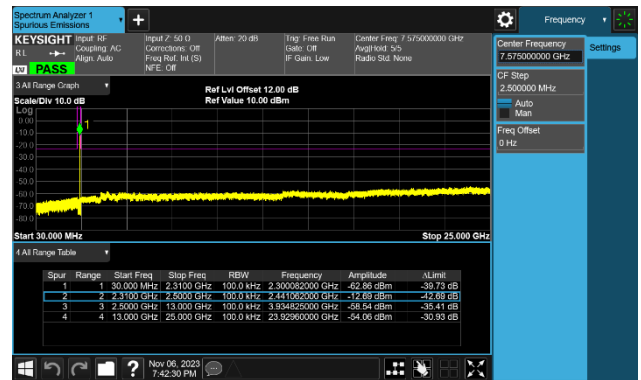 Spectrum Analyzer 1
Spurious Emissions
+
Frequency
KEYSIGHT
RL
LXI PASS
Input: RF
Coupling: AC
Align: Auto
Input Z: 50 Ω
Corrections: Off
Freq Ref: Int (S)
NFE: Off
Atten: 20 dB
Trig: Free Run
Gate: Off
IF Gain: Low
Center Freq: 7.575000000 GHz
Avg|Hold: 5/5
Radio Std: None
Center Frequency
7.575000000 GHz
Settings
CF Step
2.500000 MHz
Auto
Man
Freq Offset
0 Hz
3 All Range Graph
Scale/Div 10.0 dB
Ref Lvl Offset 12.00 dB
Ref Value 10.00 dBm
Log
0.00
-10.0
-20.0
-30.0
-40.0
-50.0
-60.0
-70.0
-80.0
1
Start 30.000 MHz
Stop 25.000 GHz
4 All Range Table
Spur Range Start Freq Stop Freq RBW Frequency Amplitude ΔLimit
1 1 30.000 MHz 2.3100 GHz 100.0 kHz 2.300082000 GHz -62.86 dBm -39.73 dB
2 2 2.3100 GHz 2.5000 GHz 100.0 kHz 2.441062000 GHz -12.69 dBm -42.69 dB
3 3 2.5000 GHz 13.000 GHz 100.0 kHz 3.934825000 GHz -58.54 dBm -35.41 dB
4 4 13.000 GHz 25.000 GHz 100.0 kHz 23.92960000 GHz -54.06 dBm -30.93 dB
?
Nov 06, 2023
7:42:30 PM